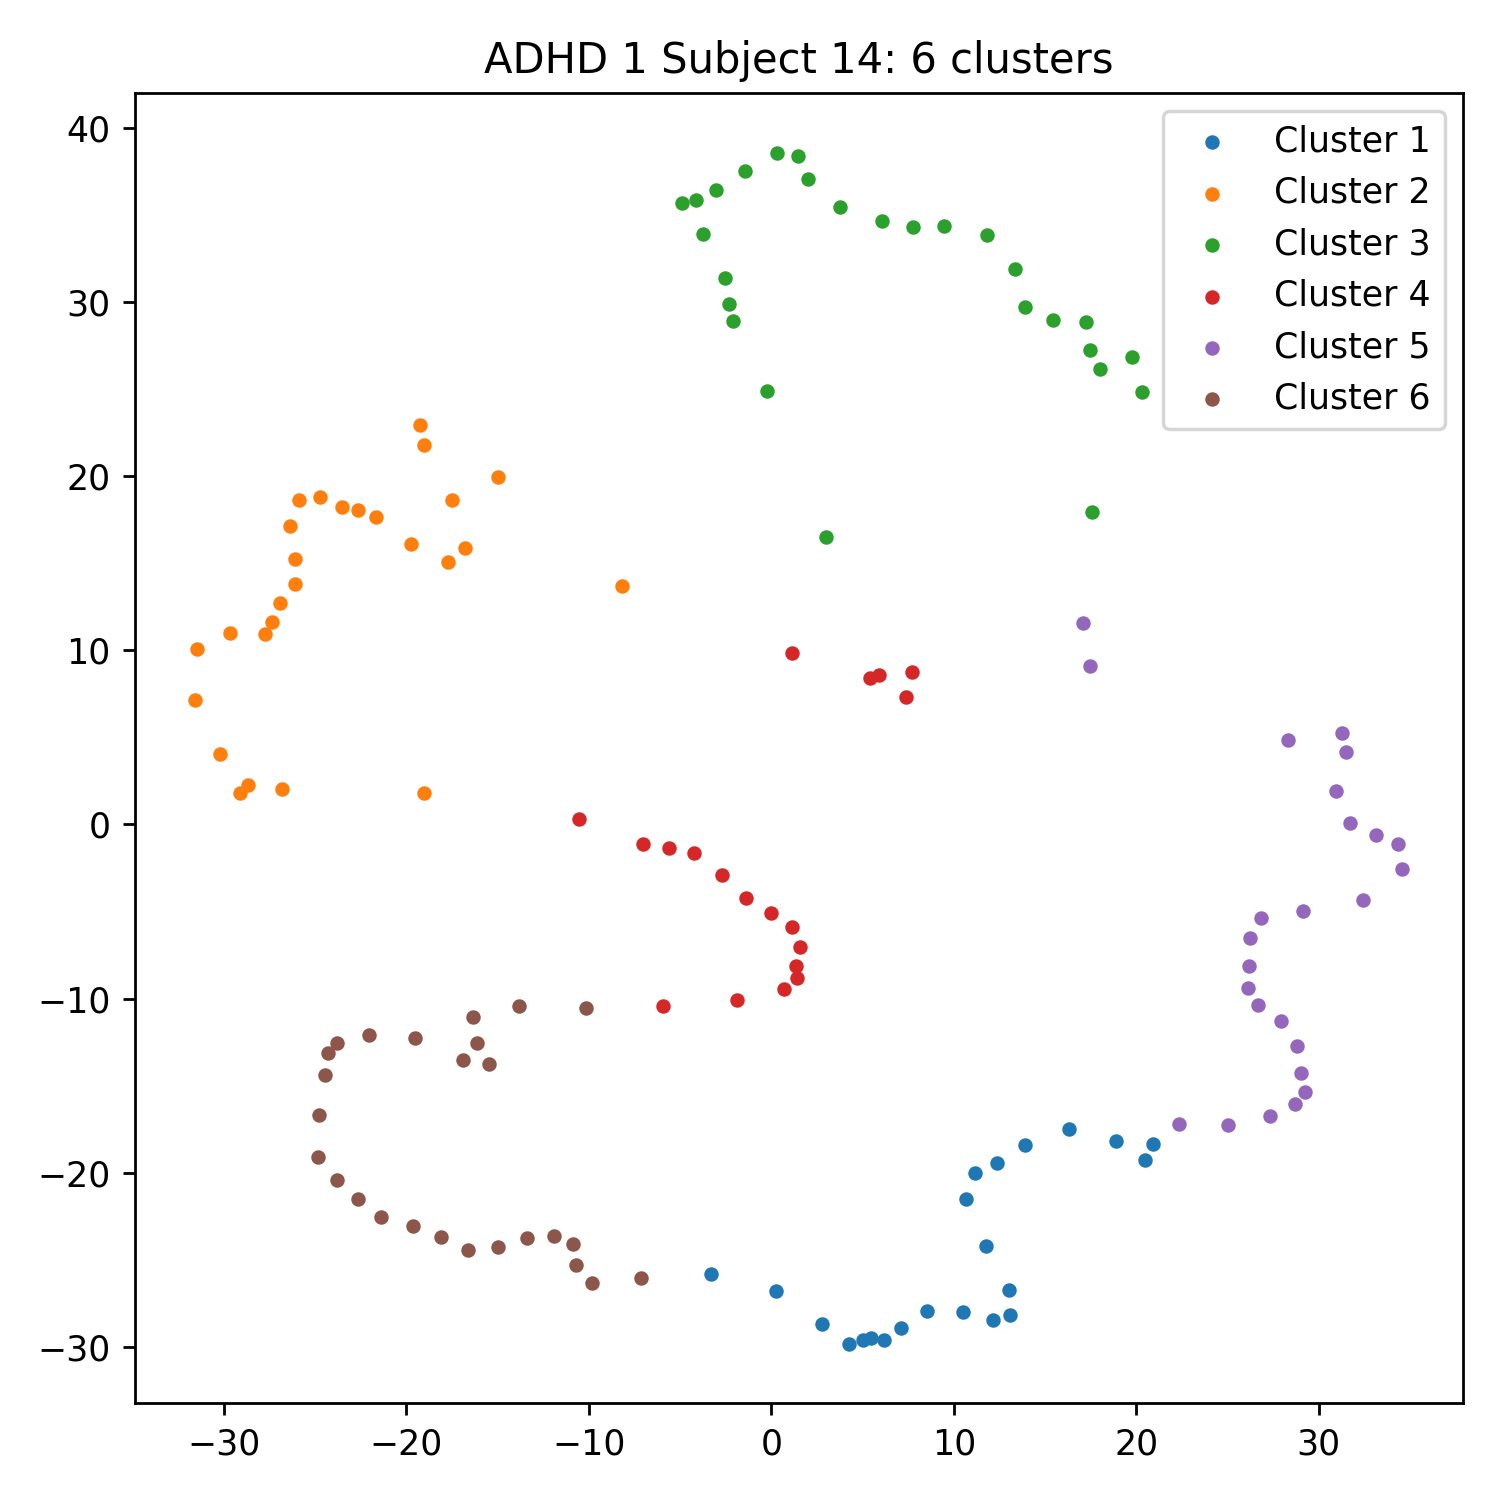 ADHD 1 Subject 14: 6 clusters
40
30
20
10
0
−10
−20
−30
Cluster 1
Cluster 2
Cluster 3
Cluster 4
Cluster 5
Cluster 6
−30 −20 −10 0 10 20 30